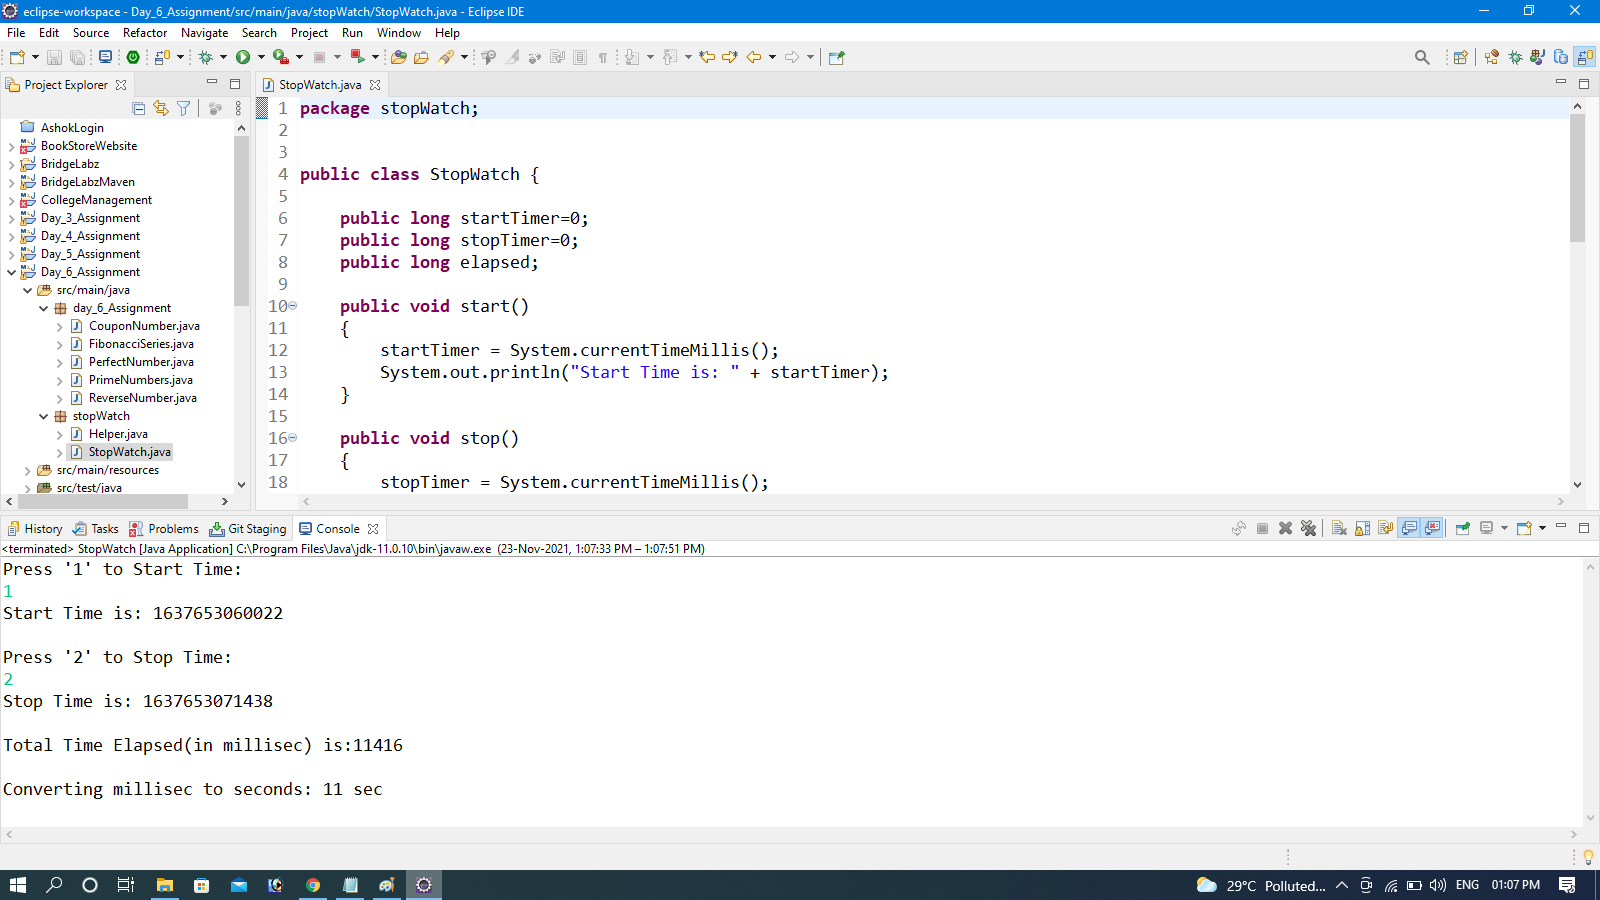 eclipse-workspace - Day_6_Assignment/src/main/java/stopWatch/StopWatch.java - Eclipse IDE
File Edit Source Refactor Navigate Search Project Run Window Help
Project Explorer
AshokLogin
BookStoreWebsite
BridgeLabz
BridgeLabzMaven
CollegeManagement
Day_3_Assignment
Day_4_Assignment
Day_5_Assignment
Day_6_Assignment
src/main/java
day_6_Assignment
CouponNumber.java
FibonacciSeries.java
PerfectNumber.java
PrimeNumbers.java
ReverseNumber.java
stopWatch
Helper.java
StopWatch.java
src/main/resources
src/test/java
StopWatch.java
1 package stopWatch;
2
3
4 public class StopWatch {
5
6 public long startTimer=0;
7 public long stopTimer=0;
8 public long elapsed;
9
10 public void start()
11 {
12 startTimer = System.currentTimeMillis();
13 System.out.println("Start Time is: " + startTimer);
14 }
15
16 public void stop()
17 {
18 stopTimer = System.currentTimeMillis();
History Tasks Problems Git Staging Console
<terminated> StopWatch [Java Application] C:\Program Files\Java\jdk-11.0.10\bin\javaw.exe (23-Nov-2021, 1:07:33 PM – 1:07:51 PM)
Press '1' to Start Time:
1
Start Time is: 1637653060022
Press '2' to Stop Time:
2
Stop Time is: 1637653071438
Total Time Elapsed(in millisec) is:11416
Converting millisec to seconds: 11 sec
29°C Polluted... ENG 01:07 PM